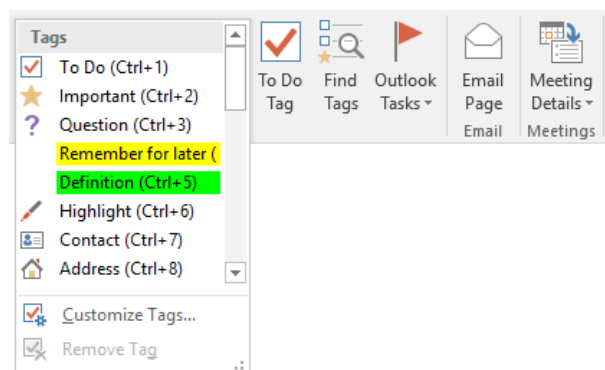 Tags
To Do (Ctrl+1)
Important (Ctrl+2)
Question (Ctrl+3)
Remember for later (
Definition (Ctrl+5)
Highlight (Ctrl+6)
Contact (Ctrl+7)
Address (Ctrl+8)
Customize Tags...
Remove Tag
To Do
Tag
Find
Tags
Outlook
Tasks
Email
Page
Email
Meeting
Details
Meetings